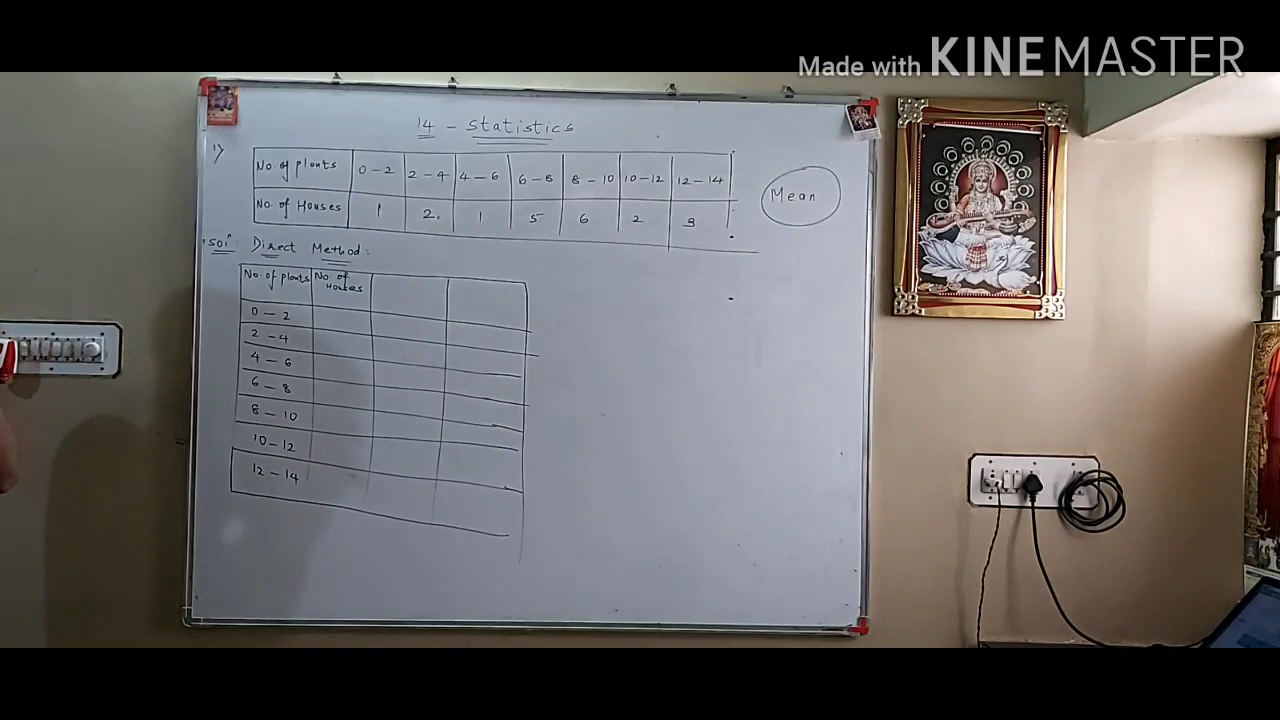 Made with KINEMASTER
14 - Statistics
1)
No. of plants 0-2 2-4 4-6 6-8 8-10 10-12 12-14
No. of Houses 1 2. 1 5 6 2 3
Mean
Sol: Direct Method:
No. of plants No. of Houses
0-2
2-4
4-6
6-8
8-10
10-12
12-14